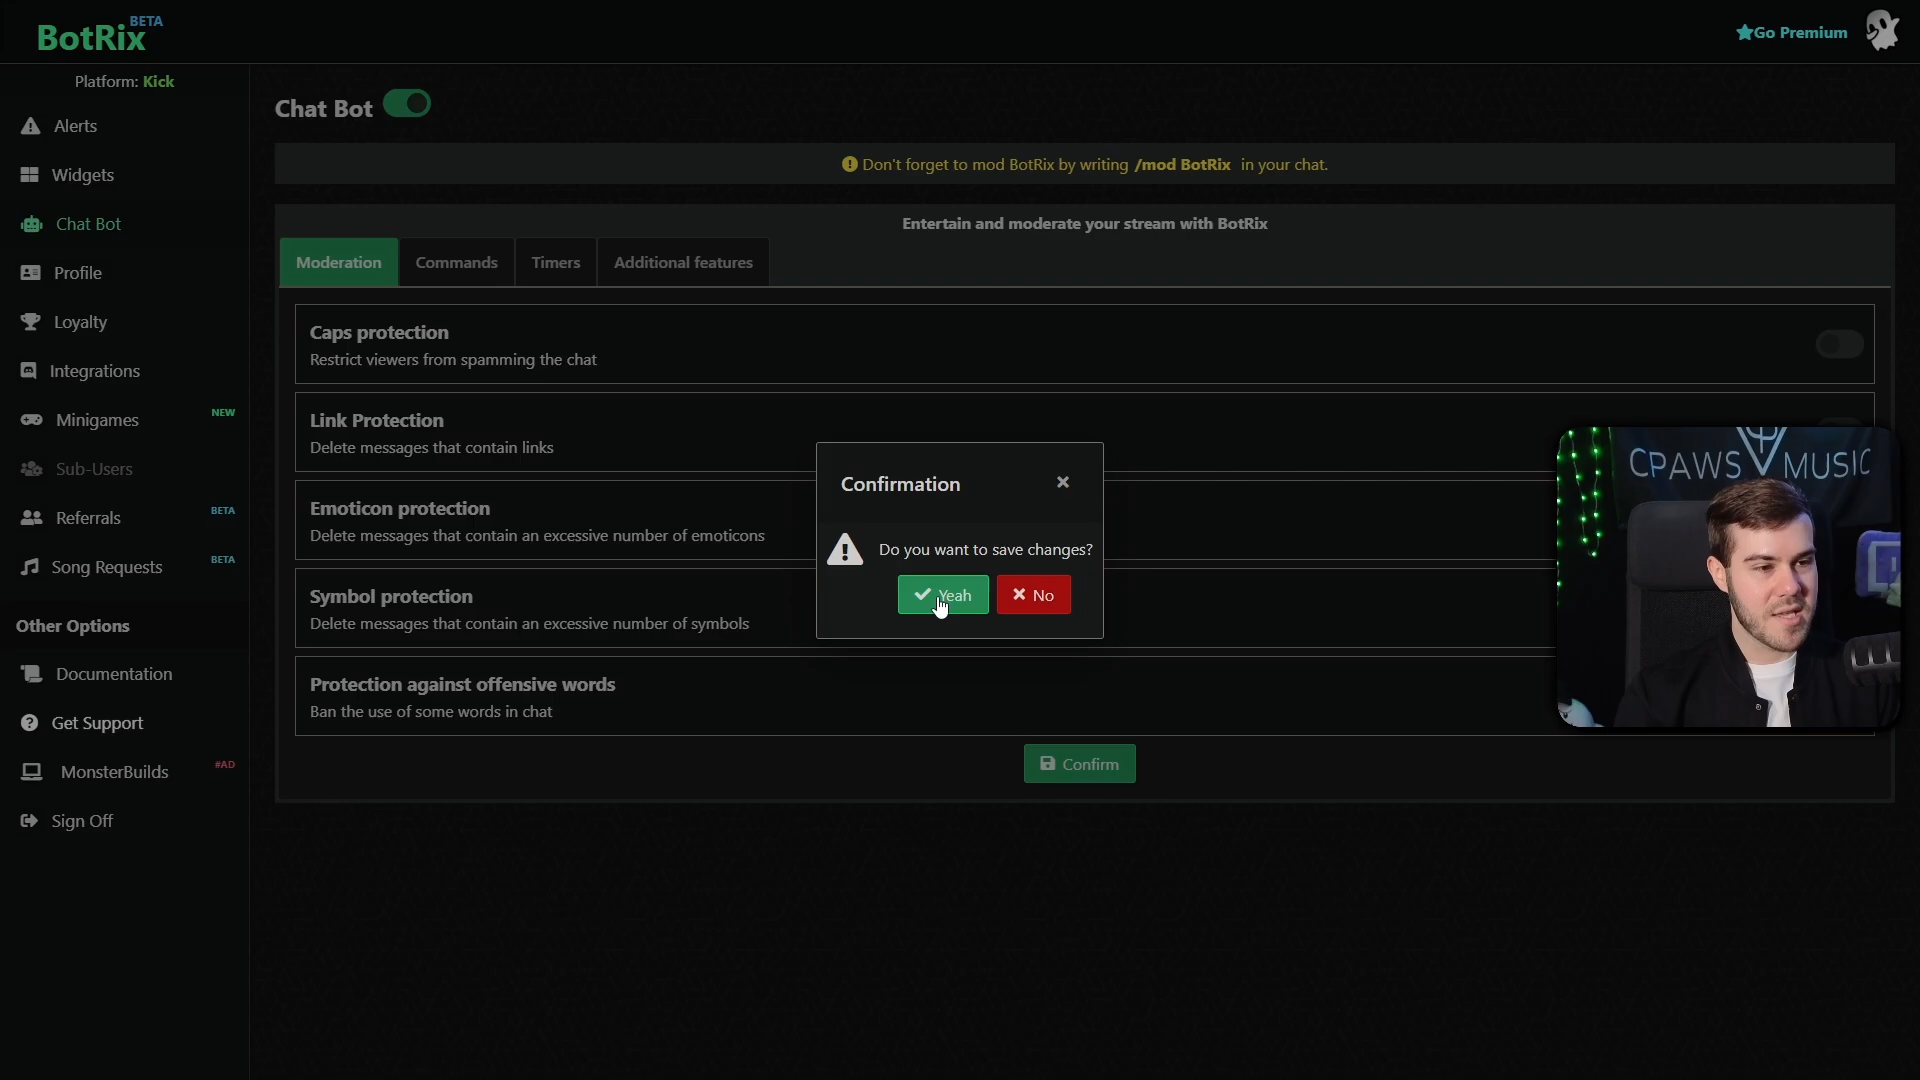 BotRix BETA
Go Premium
Platform: Kick
Alerts
Widgets
Chat Bot
Profile
Loyalty
Integrations
Minigames NEW
Sub-Users
Referrals BETA
Song Requests BETA
Other Options
Documentation
Get Support
MonsterBuilds #AD
Sign Off
Chat Bot
Don't forget to mod BotRix by writing /mod BotRix in your chat.
Entertain and moderate your stream with BotRix
Moderation Commands Timers Additional features
Caps protection
Restrict viewers from spamming the chat
Link Protection
Delete messages that contain links
Emoticon protection
Delete messages that contain an excessive number of emoticons
Symbol protection
Delete messages that contain an excessive number of symbols
Protection against offensive words
Ban the use of some words in chat
Confirm
Confirmation
Do you want to save changes?
Yeah No
CPAWS MUSIC